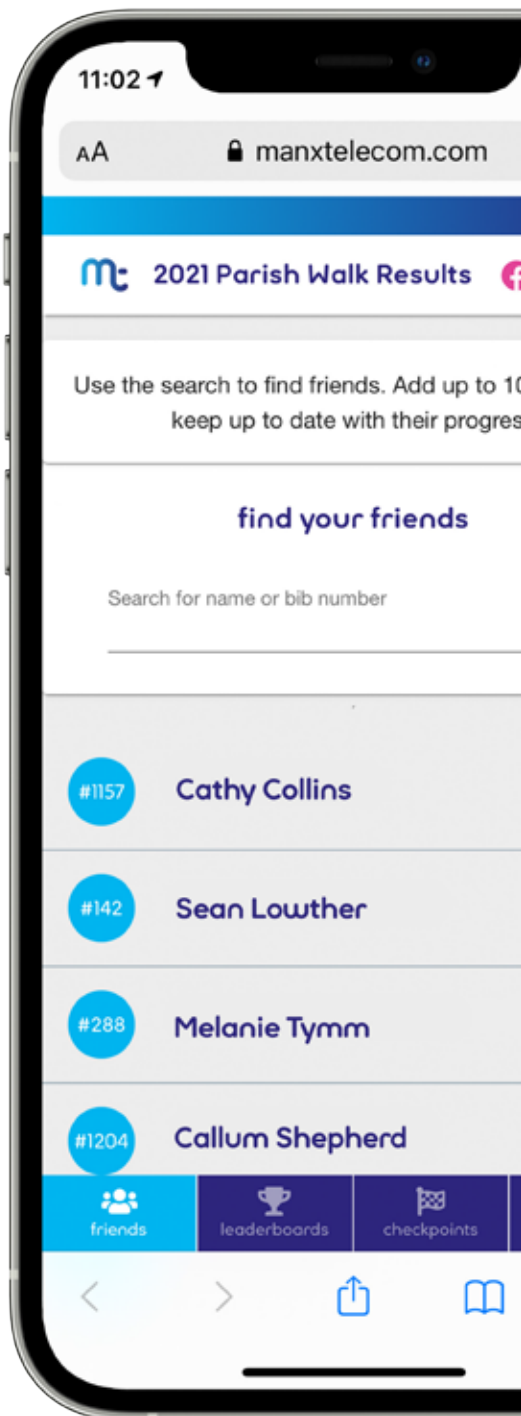 11:02
AA manxtelecom.com
mt 2021 Parish Walk Results
Use the search to find friends. Add up to 10
keep up to date with their progres
find your friends
Search for name or bib number
#1157 Cathy Collins
#142 Sean Lowther
#288 Melanie Tymm
#1204 Callum Shepherd
friends leaderboards checkpoints